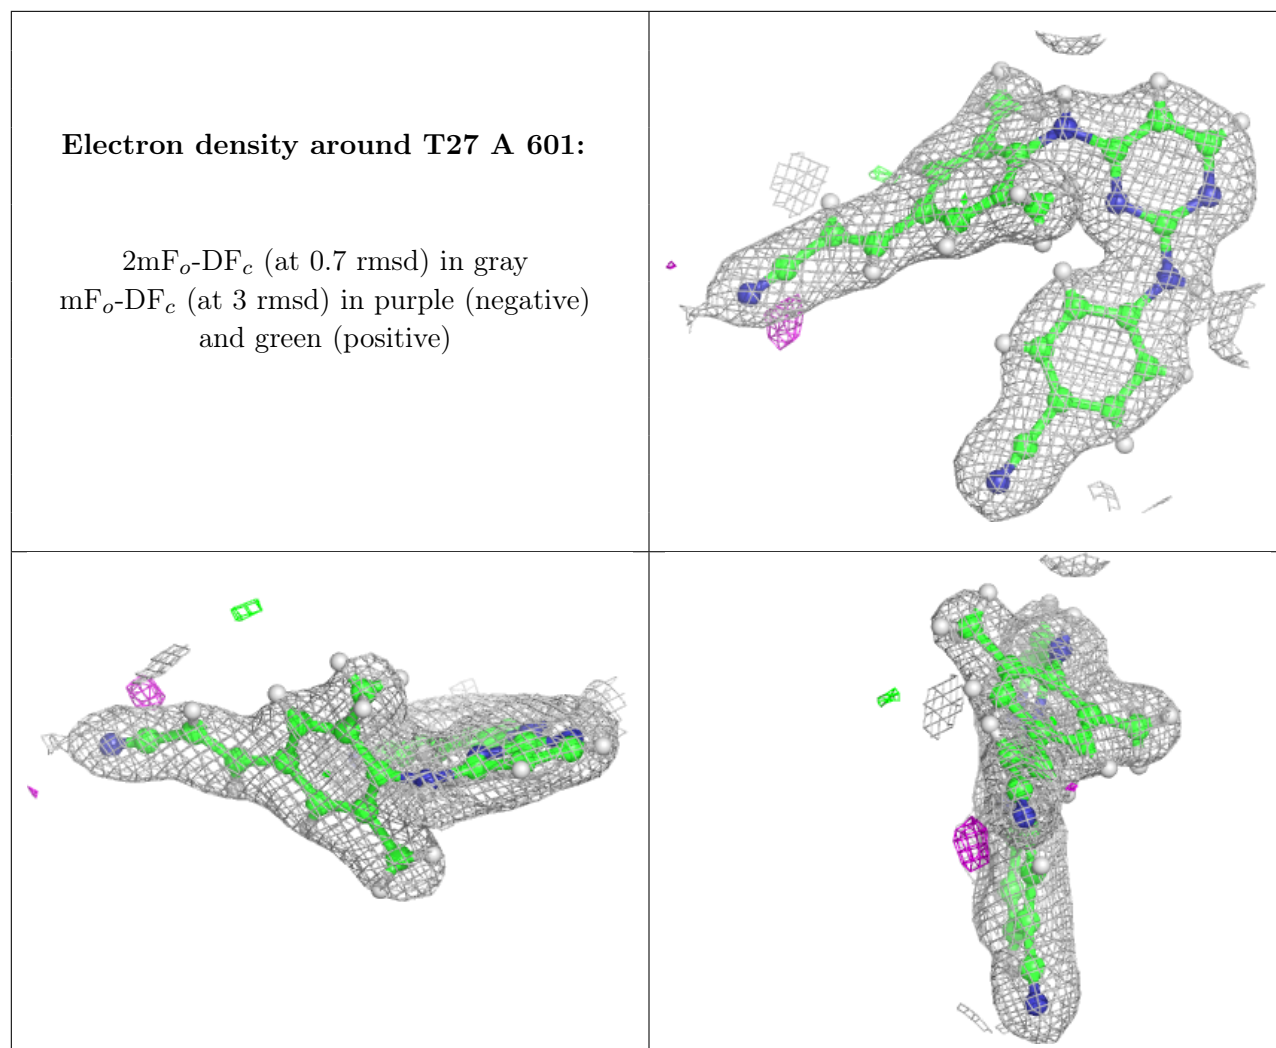 Electron density around T27 A 601:
2mFo-DFc (at 0.7 rmsd) in gray
mFo-DFc (at 3 rmsd) in purple (negative)
and green (positive)